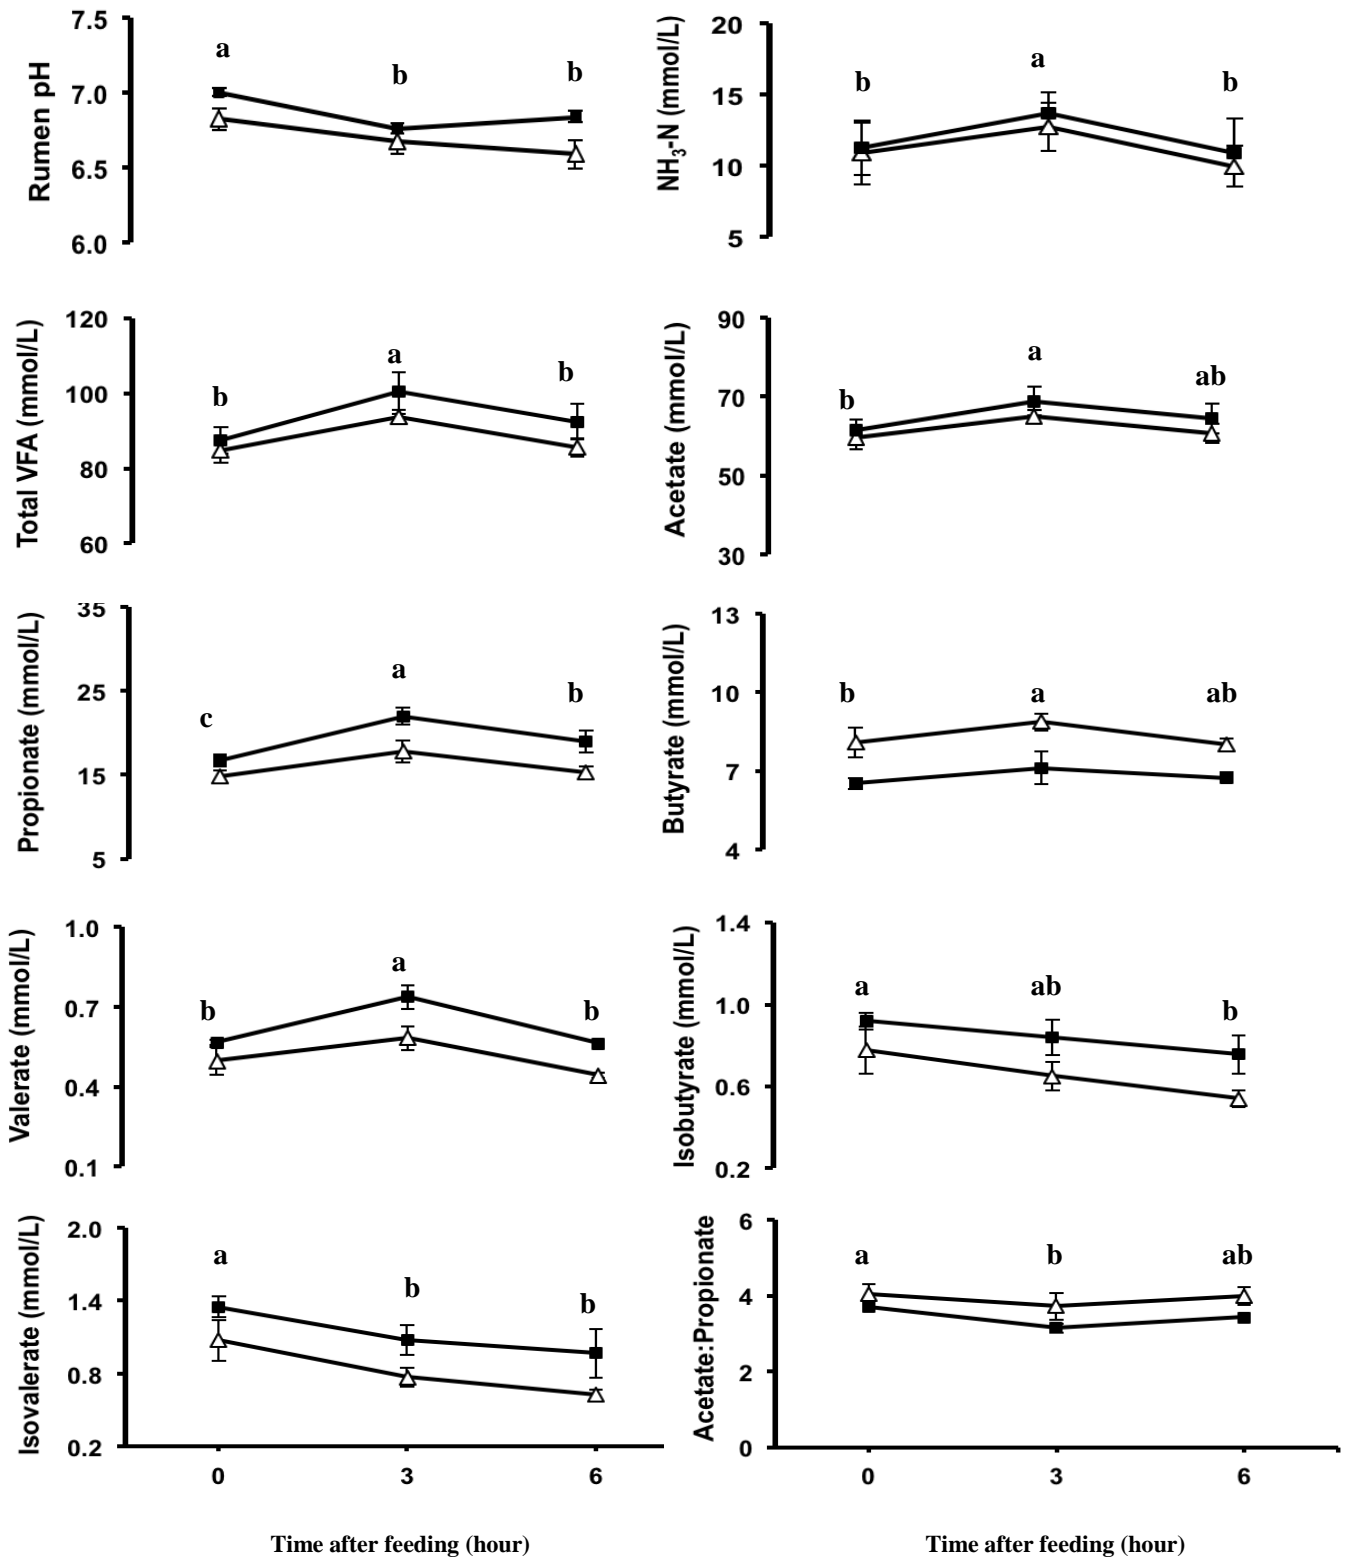 Rumen pH
7.5
7.0
6.5
6.0
a
b
b
NH3-N (mmol/L)
20
15
10
5
b
a
b
Total VFA (mmol/L)
120
100
80
60
b
a
b
Acetate (mmol/L)
90
70
50
30
b
a
ab
Propionate (mmol/L)
35
25
15
5
c
a
b
Butyrate (mmol/L)
13
10
7
4
b
a
ab
Valerate (mmol/L)
1.0
0.7
0.4
0.1
b
a
b
Isobutyrate (mmol/L)
1.4
1.0
0.6
0.2
a
ab
b
Isovalerate (mmol/L)
2.0
1.4
0.8
0.2
a
b
b
0 3 6
Time after feeding (hour)
Acetate:Propionate
6
4
2
0
a
b
ab
0 3 6
Time after feeding (hour)